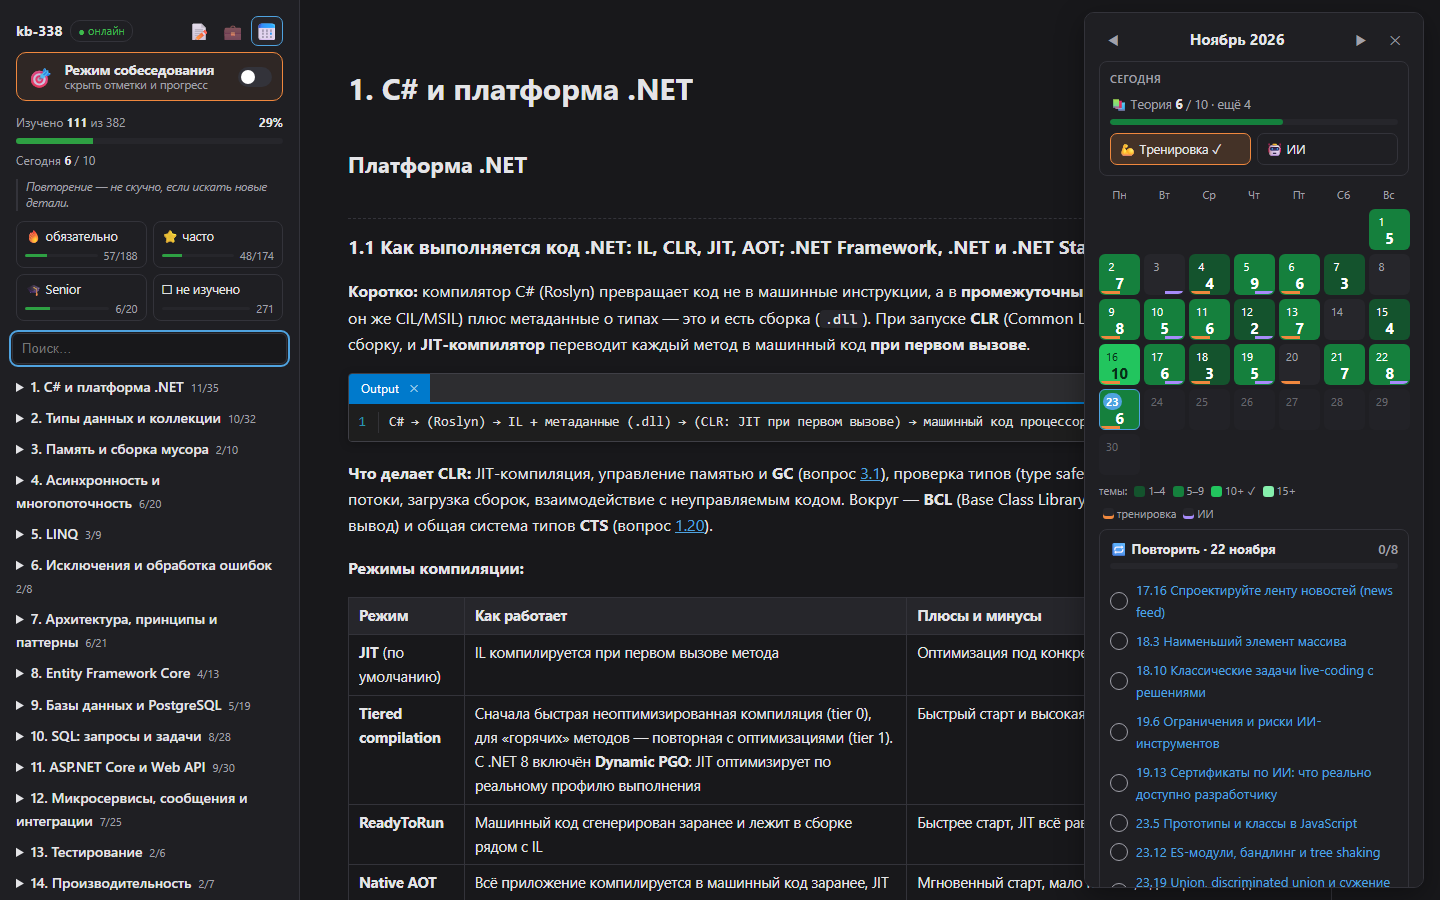 kb-338
онлайн
Режим собеседования
скрыть отметки и прогресс
Изучено 111 из 382
29%
Сегодня 6 / 10
Повторение — не скучно, если искать новые
детали.
обязательно
57/188
часто
48/174
Senior
6/20
не изучено
271
Поиск...
1. C# и платформа .NET 11/35
2. Типы данных и коллекции 10/32
3. Память и сборка мусора 2/10
4. Асинхронность и
многопоточность 6/20
5. LINQ 3/9
6. Исключения и обработка ошибок
2/8
7. Архитектура, принципы и
паттерны 6/21
8. Entity Framework Core 4/13
9. Базы данных и PostgreSQL 5/19
10. SQL: запросы и задачи 8/28
11. ASP.NET Core и Web API 9/30
12. Микросервисы, сообщения и
интеграции 7/25
13. Тестирование 2/6
14. Производительность 2/7
1. C# и платформа .NET
Платформа .NET
1.1 Как выполняется код .NET: IL, CLR, JIT, AOT; .NET Framework, .NET и .NET Sta
Коротко: компилятор C# (Roslyn) превращает код не в машинные инструкции, а в промежуточны
он же CIL/MSIL) плюс метаданные о типах — это и есть сборка (.dll). При запуске CLR (Common L
сборку, и JIT-компилятор переводит каждый метод в машинный код при первом вызове.
Output ×
1 C# → (Roslyn) → IL + метаданные (.dll) → (CLR: JIT при первом вызове) → машинный код процессор
Что делает CLR: JIT-компиляция, управление памятью и GC (вопрос 3.1), проверка типов (type safe
потоки, загрузка сборок, взаимодействие с неуправляемым кодом. Вокруг — BCL (Base Class Library
вывод) и общая система типов CTS (вопрос 1.20).
Режимы компиляции:
Режим
Как работает
Плюсы и минусы
JIT (по
умолчанию)
IL компилируется при первом вызове метода
Оптимизация под конкре
Tiered
compilation
Сначала быстрая неоптимизированная компиляция (tier 0),
для «горячих» методов — повторная с оптимизациями (tier 1).
С .NET 8 включён Dynamic PGO: JIT оптимизирует по
реальному профилю выполнения
Быстрый старт и высокая
ReadyToRun
Машинный код сгенерирован заранее и лежит в сборке
рядом с IL
Быстрее старт, JIT всё рав
Native AOT
Всё приложение компилируется в машинный код заранее, JIT
Мгновенный старт, мало
Ноябрь 2026
СЕГОДНЯ
Теория 6 / 10 · ещё 4
Тренировка ✓
ИИ
Пн Вт Ср Чт Пт Сб Вс
1
5
2 3 4 5 6 7 8
7 4 9 6 3
9 10 11 12 13 14 15
8 5 6 2 7 4
16 17 18 19 20 21 22
10 6 3 5 7 8
23 24 25 26 27 28 29
6
30
темы: 1–4 5–9 10+ ✓ 15+
тренировка ИИ
Повторить · 22 ноября
0/8
17.16 Спроектируйте ленту новостей (news
feed)
18.3 Наименьший элемент массива
18.10 Классические задачи live-coding с
решениями
19.6 Ограничения и риски ИИ-
инструментов
19.13 Сертификаты по ИИ: что реально
доступно разработчику
23.5 Прототипы и классы в JavaScript
23.12 ES-модули, бандлинг и tree shaking
23.19 Union, discriminated union и сужение